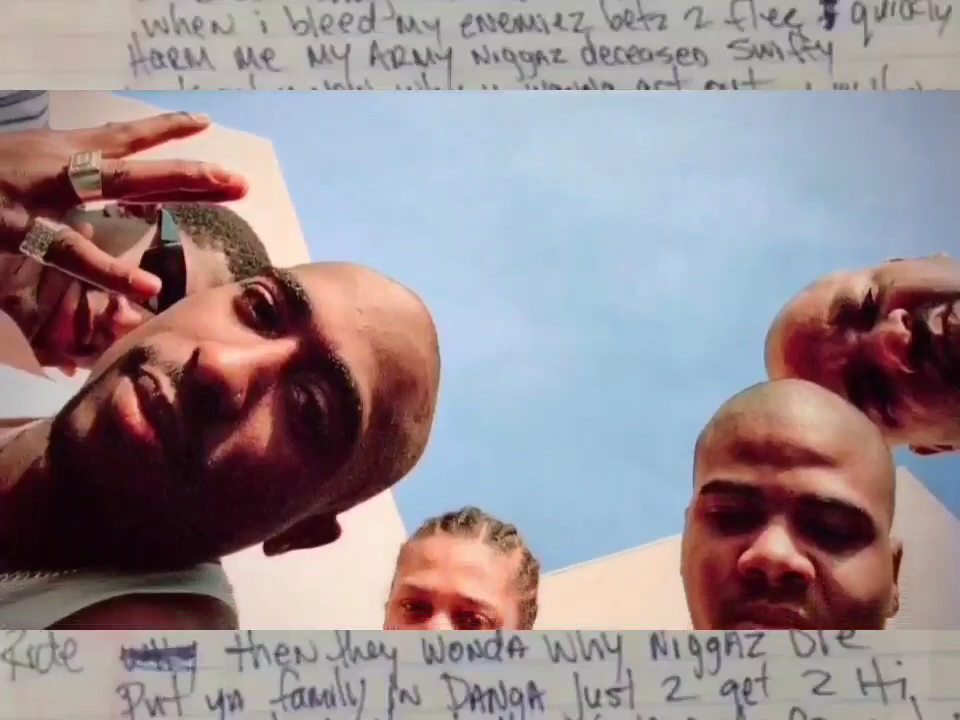 when i bleed my enemiez betz 2 flee quickly
Harm me my ARMY Niggaz deceased swiftly
Ride then they WONDA Why NiggAz Die
Put ya family in DANGA Just 2 get 2 Hi